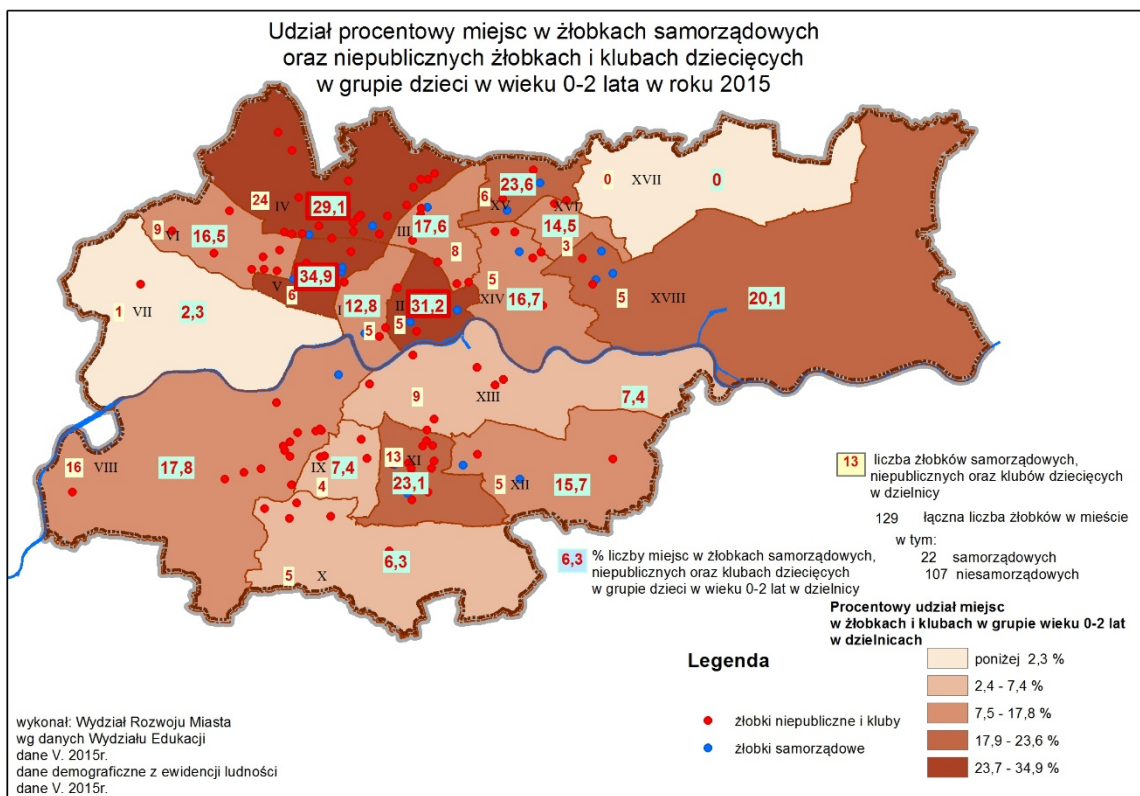 Udział procentowy miejsc w żłobkach samorządowych
oraz niepublicznych żłobkach i klubach dziecięcych
w grupie dzieci w wieku 0-2 lata w roku 2015
0
XVII
0
23,6
6
XV
XVI
24
IV
29,1
III
17,6
14,5
9
VI
16,5
8
3
34,9
V
6
I
12,8
5
II
31,2
5
5
XIV
16,7
5
XVIII
20,1
1
VII
2,3
9
XIII
7,4
16
VIII
17,8
IX
7,4
4
13
XI
23,1
5
XII
15,7
5
X
6,3
13
liczba żłobków samorządowych,
niepublicznych oraz klubów dziecięcych
w dzielnicy
129 łączna liczba żłobków w mieście
w tym:
22 samorządowych
107 niesamorządowych
6,3
% liczby miejsc w żłobkach samorządowych,
niepublicznych oraz klubach dziecięcych
w grupie dzieci w wieku 0-2 lat w dzielnicy
Procentowy udział miejsc
w żłobkach i klubach w grupie wieku 0-2 lat
w dzielnicach
poniżej 2,3 %
2,4 - 7,4 %
7,5 - 17,8 %
17,9 - 23,6 %
23,7 - 34,9 %
Legenda
żłobki niepubliczne i kluby
żłobki samorządowe
wykonał: Wydział Rozwoju Miasta
wg danych Wydziału Edukacji
dane V. 2015r.
dane demograficzne z ewidencji ludności
dane V. 2015r.